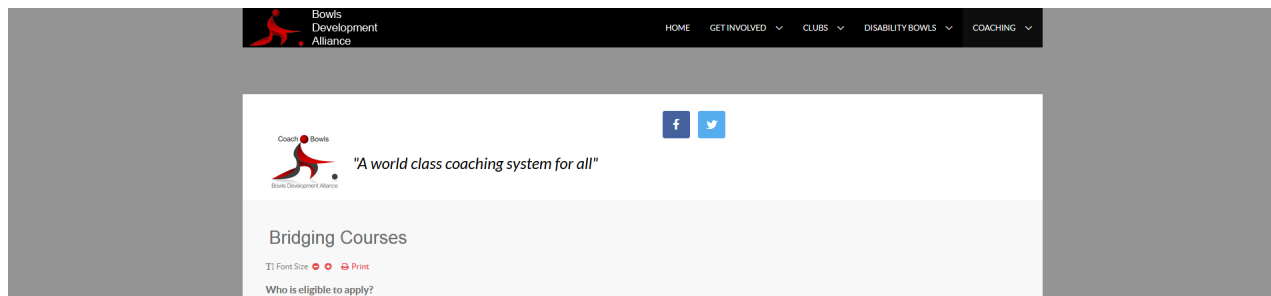 Bowls
Development
Alliance
HOME GET INVOLVED CLUBS DISABILITY BOWLS COACHING
Coach Bowls
Bowls Development Alliance
"A world class coaching system for all"
Bridging Courses
Font Size Print
Who is eligible to apply?